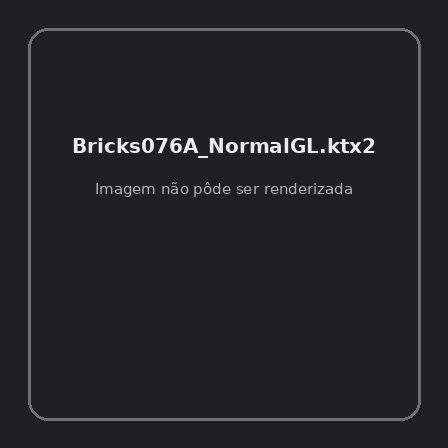 Bricks076A_NormalGL.ktx2
Imagem não pôde ser renderizada